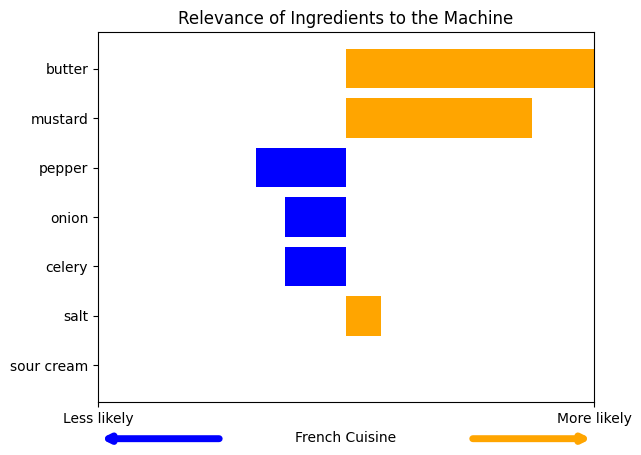 Relevance of Ingredients to the Machine
butter
mustard
pepper
onion
celery
salt
sour cream
Less likely
More likely
French Cuisine